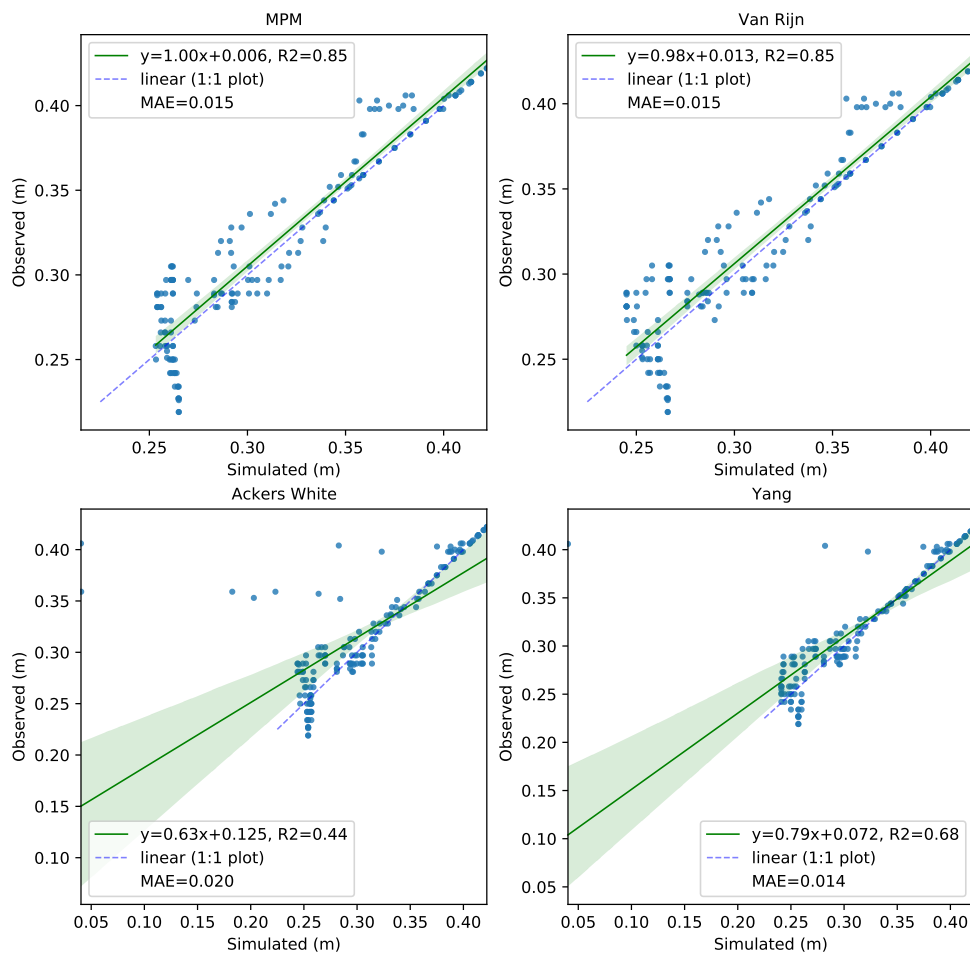 MPM
y=1.00x+0.006, R2=0.85
linear (1:1 plot)
MAE=0.015
0.40
0.35
0.30
0.25
Observed (m)
0.25 0.30 0.35 0.40
Simulated (m)
Van Rijn
y=0.98x+0.013, R2=0.85
linear (1:1 plot)
MAE=0.015
0.40
0.35
0.30
0.25
Observed (m)
0.25 0.30 0.35 0.40
Simulated (m)
Ackers White
0.40
0.35
0.30
0.25
0.20
0.15
0.10
Observed (m)
y=0.63x+0.125, R2=0.44
linear (1:1 plot)
MAE=0.020
0.05 0.10 0.15 0.20 0.25 0.30 0.35 0.40
Simulated (m)
Yang
0.40
0.35
0.30
0.25
0.20
0.15
0.10
0.05
Observed (m)
y=0.79x+0.072, R2=0.68
linear (1:1 plot)
MAE=0.014
0.05 0.10 0.15 0.20 0.25 0.30 0.35 0.40
Simulated (m)